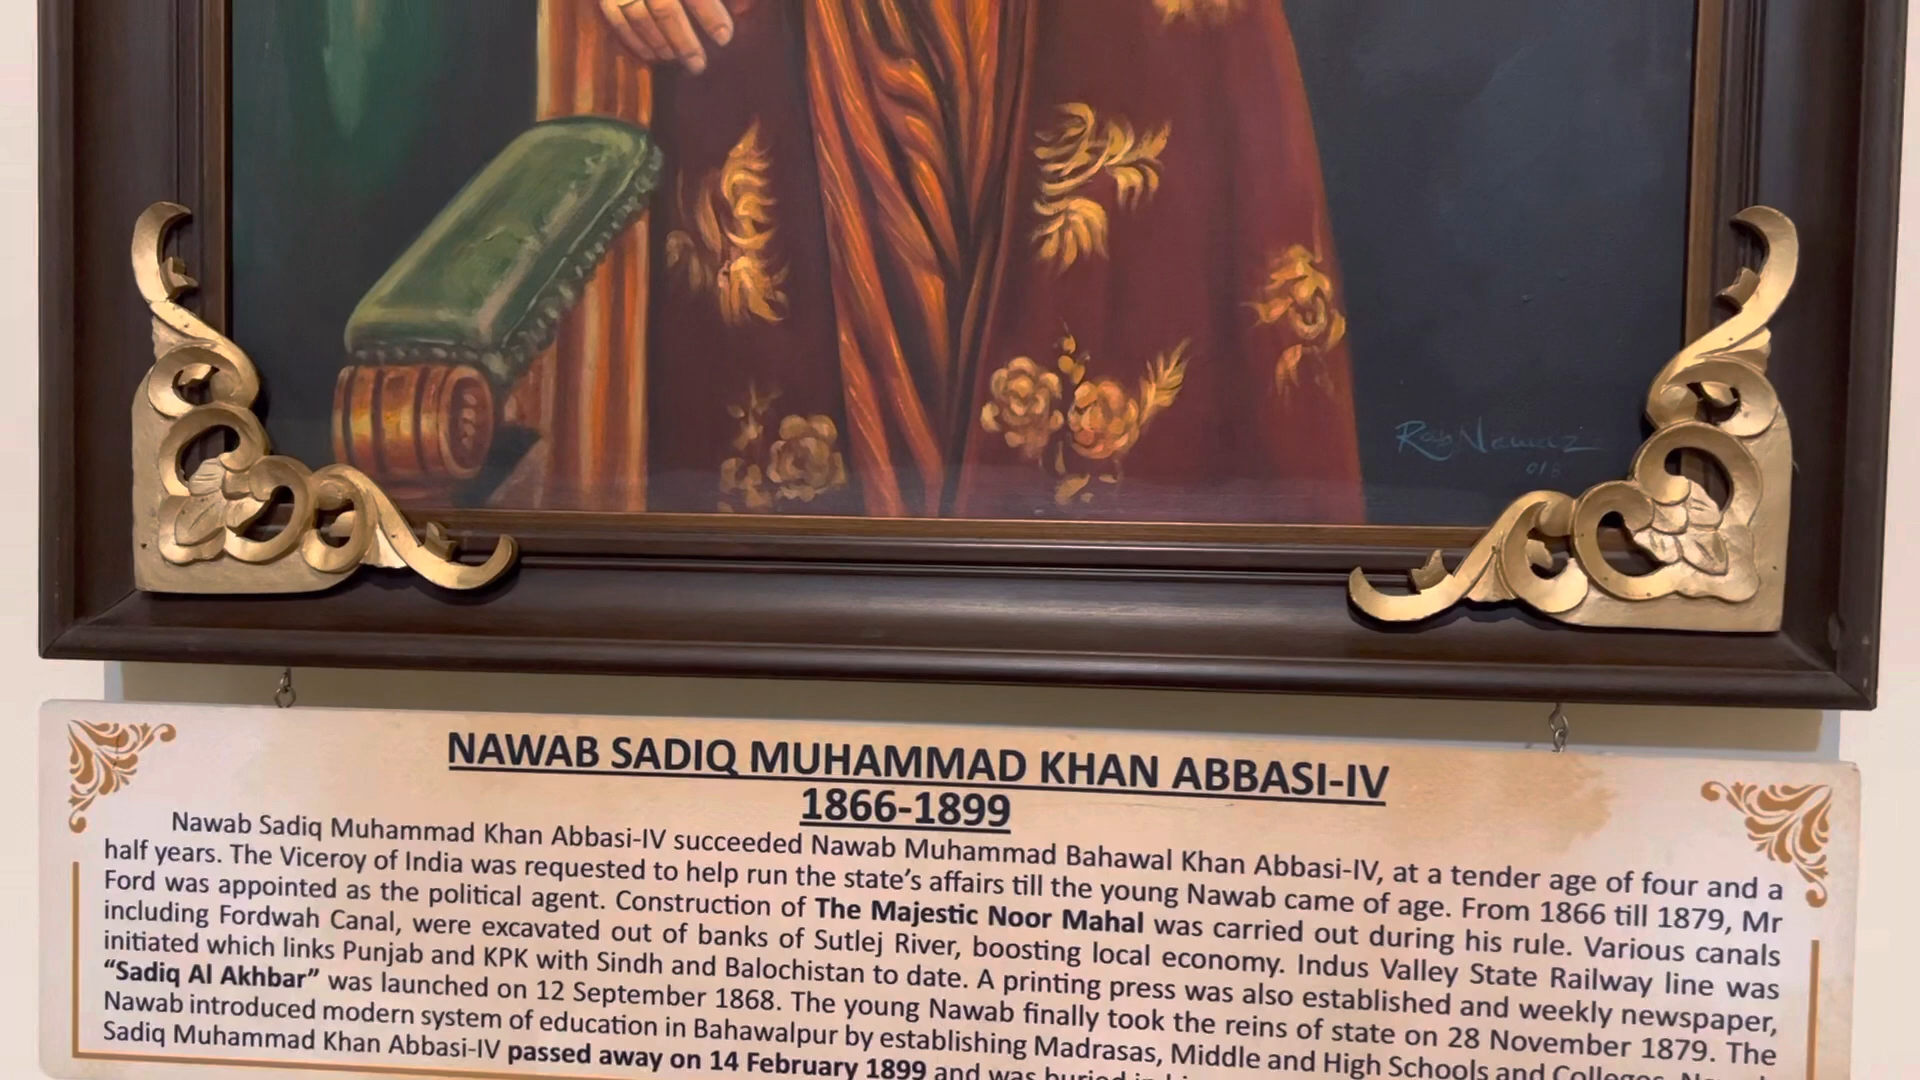 Ray Nawaz
NAWAB SADIQ MUHAMMAD KHAN ABBASI-IV
1866-1899
Nawab Sadiq Muhammad Khan Abbasi-IV succeeded Nawab Muhammad Bahawal Khan Abbasi-IV, at a tender age of four and a
half years. The Viceroy of India was requested to help run the state's affairs till the young Nawab came of age. From 1866 till 1879, Mr
Ford was appointed as the political agent. Construction of The Majestic Noor Mahal was carried out during his rule. Various canals
including Fordwah Canal, were excavated out of banks of Sutlej River, boosting local economy. Indus Valley State Railway line was
initiated which links Punjab and KPK with Sindh and Balochistan to date. A printing press was also established and weekly newspaper,
“Sadiq Al Akhbar” was launched on 12 September 1868. The young Nawab finally took the reins of state on 28 November 1879. The
Nawab introduced modern system of education in Bahawalpur by establishing Madrasas, Middle and High Schools and Colleges.
Sadiq Muhammad Khan Abbasi-IV passed away on 14 February 1899 and was buried in